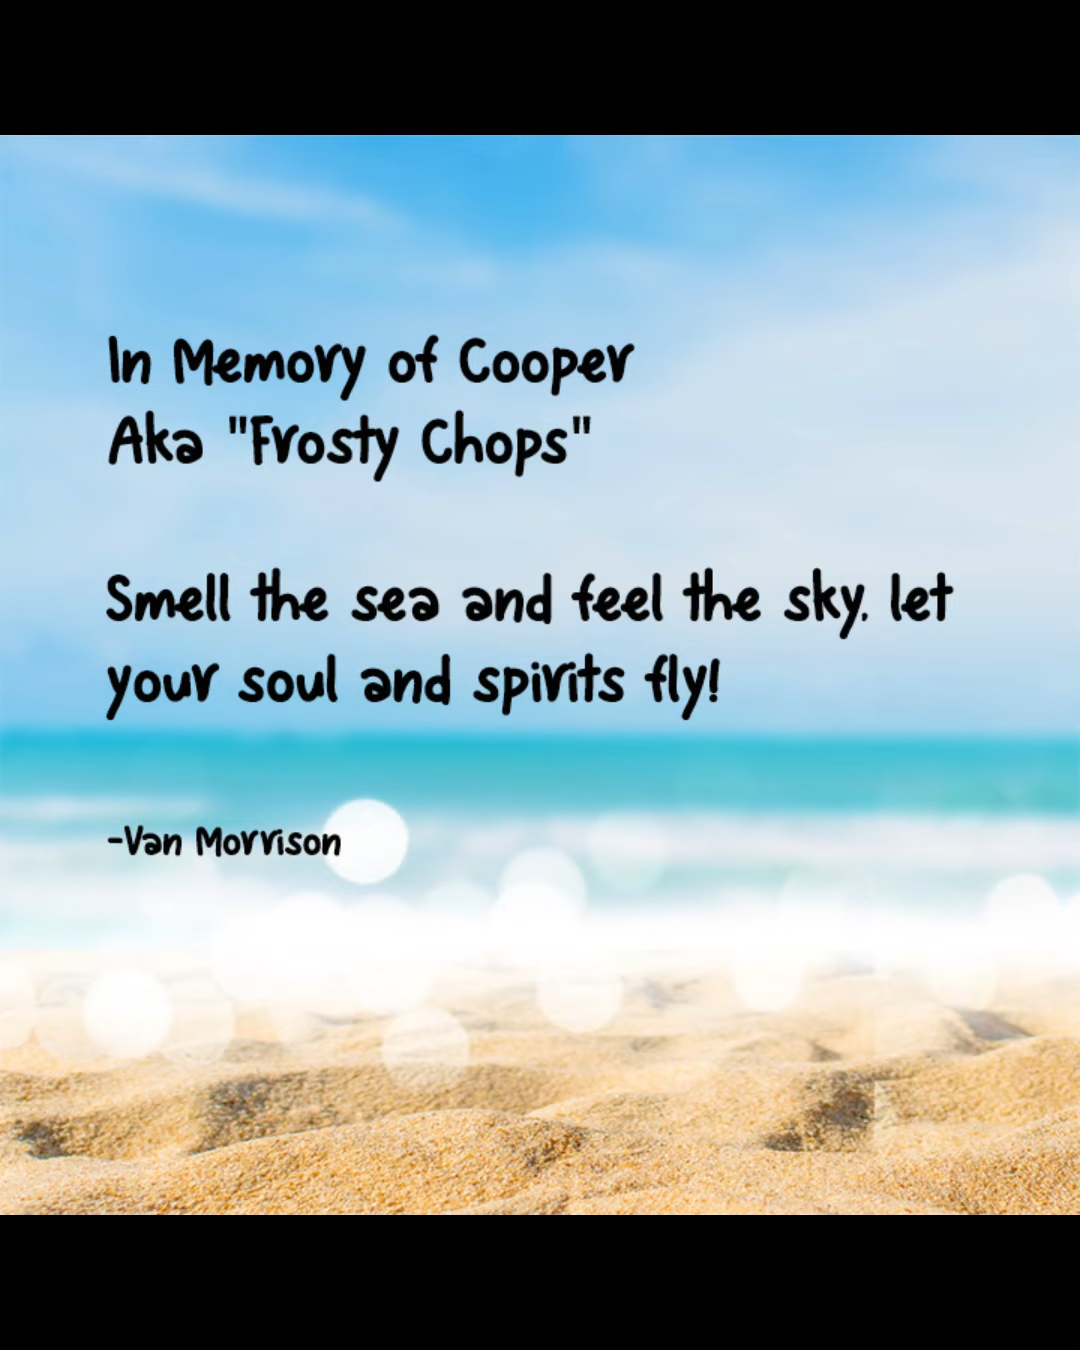 In Memory of Cooper
Aka "Frosty Chops"
Smell the sea and feel the sky. let
your soul and spirits fly!
-Van Morrison